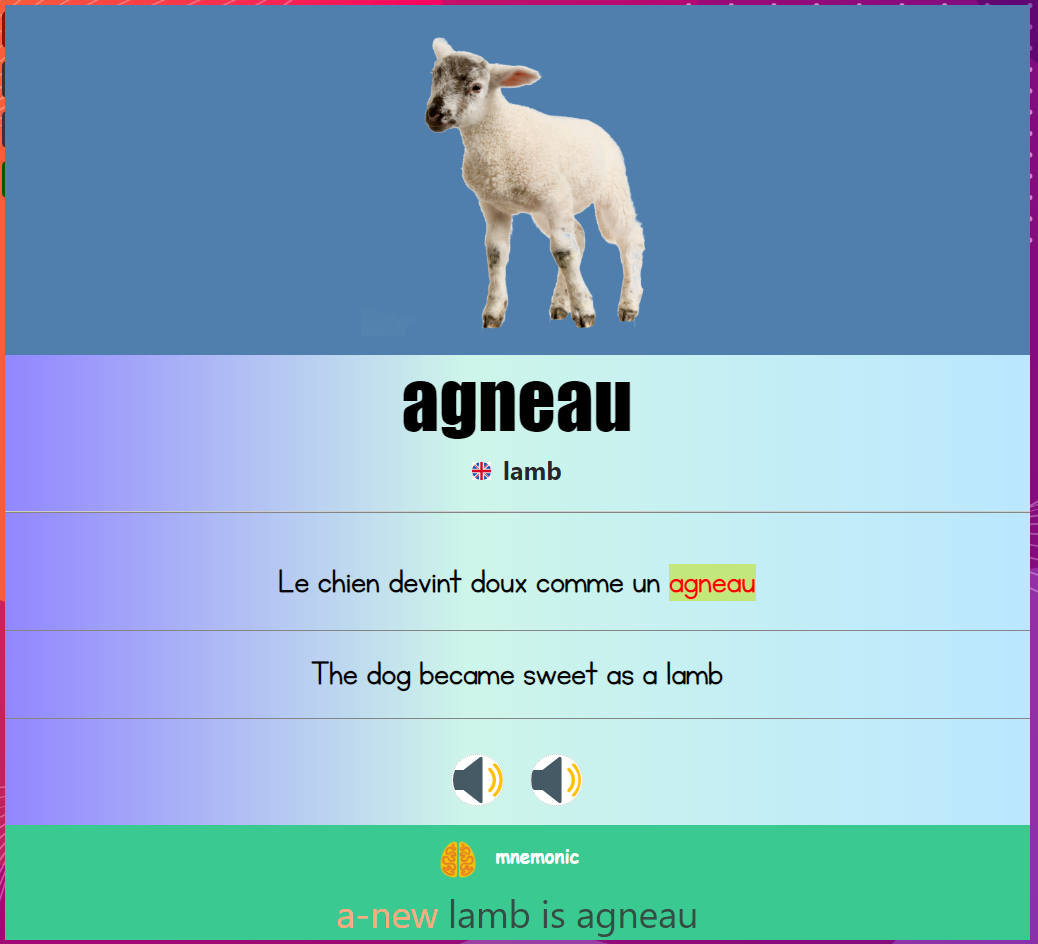 agneau
lamb
Le chien devint doux comme un agneau
The dog became sweet as a lamb
mnemonic
a-new lamb is agneau